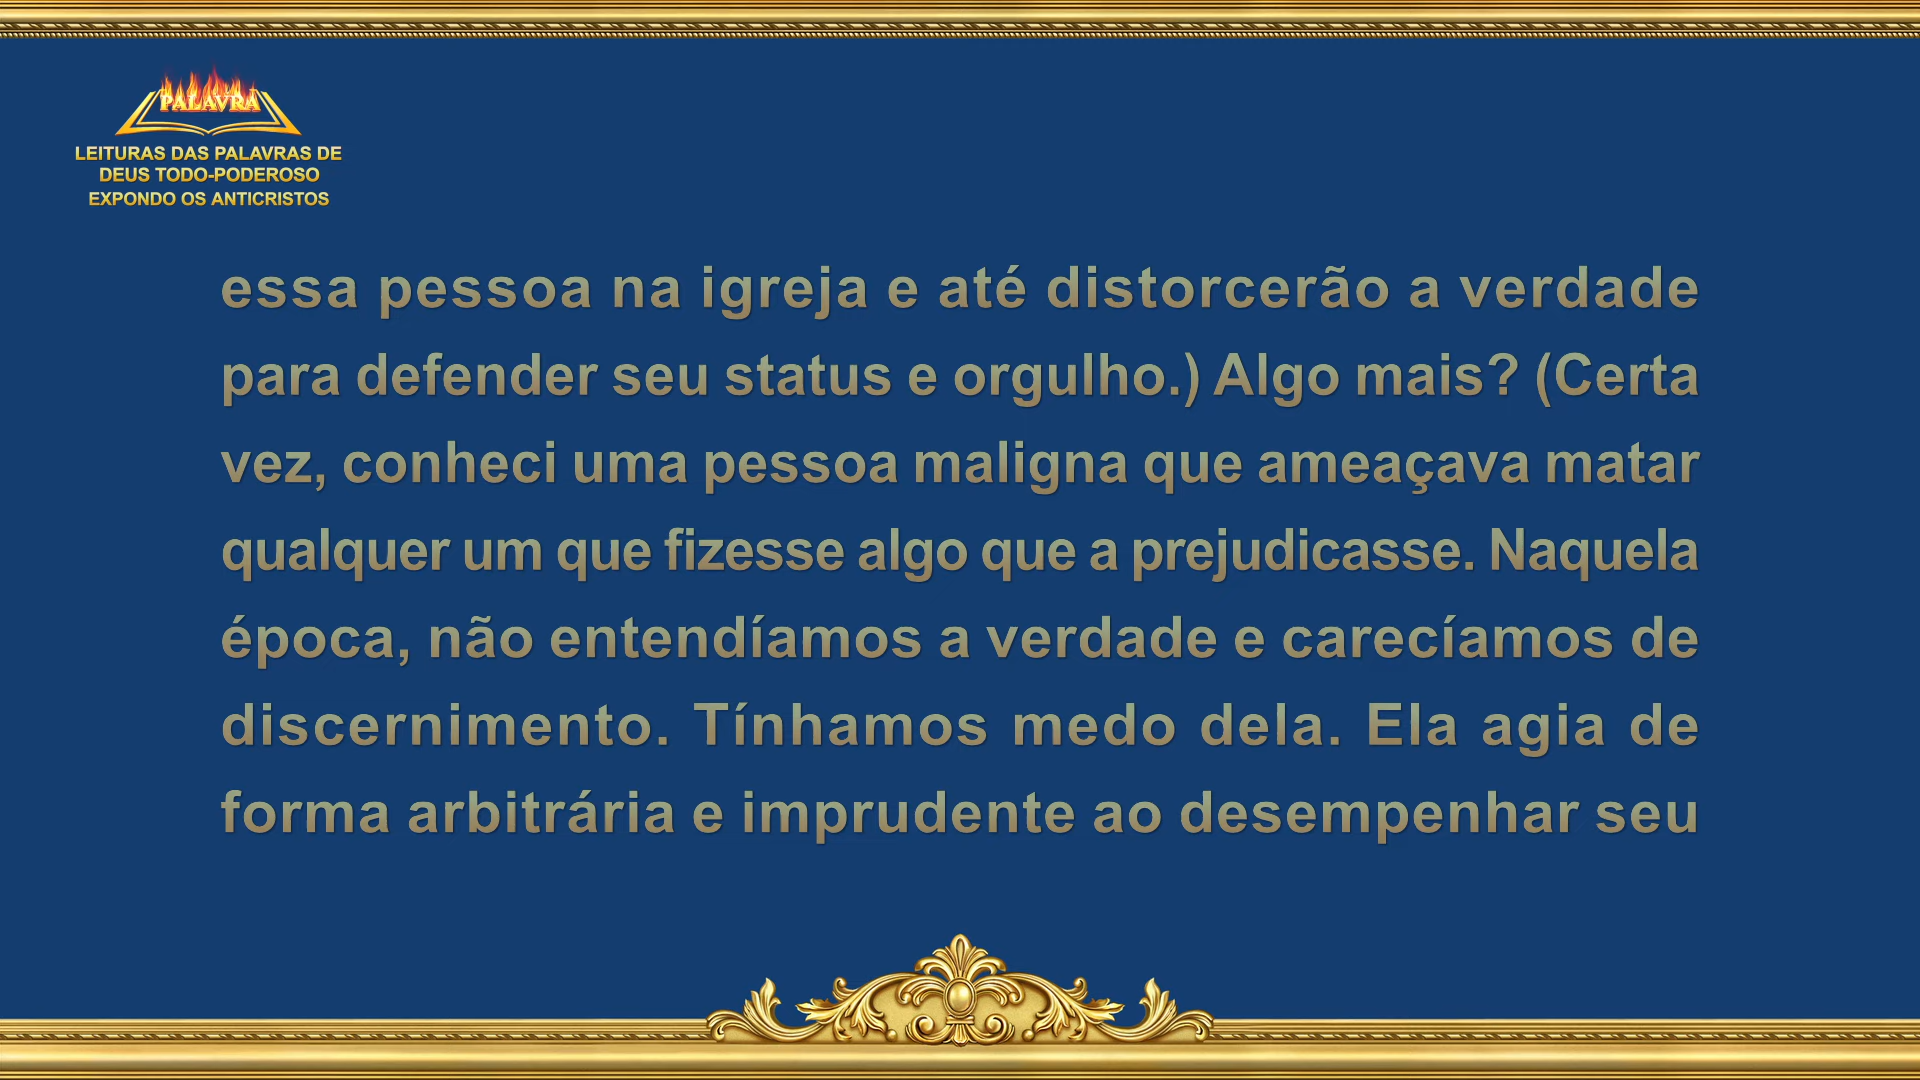 PALAVRA
LEITURAS DAS PALAVRAS DE
DEUS TODO-PODEROSO
EXPONDO OS ANTICRISTOS
essa pessoa na igreja e até distorcerão a verdade
para defender seu status e orgulho.) Algo mais? (Certa
vez, conheci uma pessoa maligna que ameaçava matar
qualquer um que fizesse algo que a prejudicasse. Naquela
época, não entendíamos a verdade e carecíamos de
discernimento. Tínhamos medo dela. Ela agia de
forma arbitrária e imprudente ao desempenhar seu